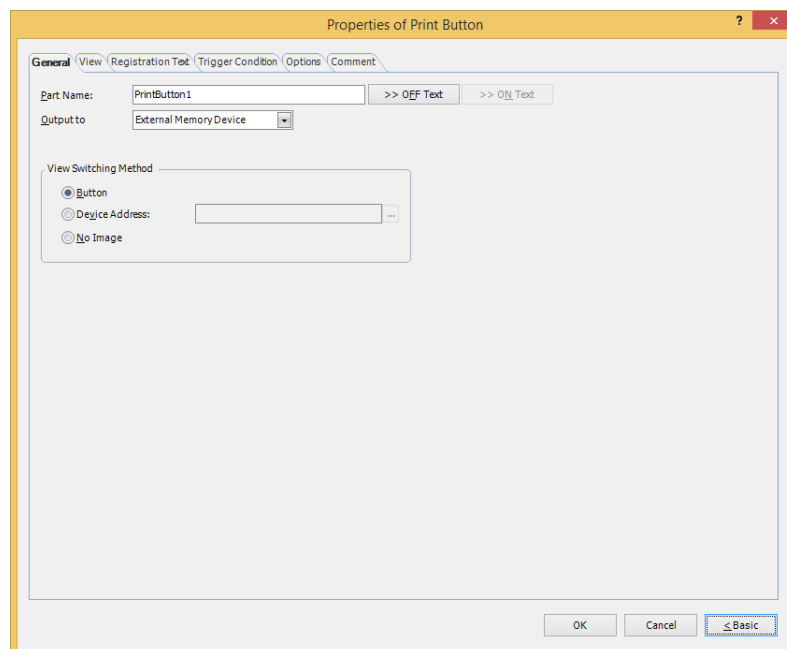 Properties of Print Button
? ×
General View Registration Text Trigger Condition Options Comment
Part Name: PrintButton1 >> OFF Text >> ON Text
Output to External Memory Device
View Switching Method
Button
Device Address: ...
No Image
OK Cancel < Basic